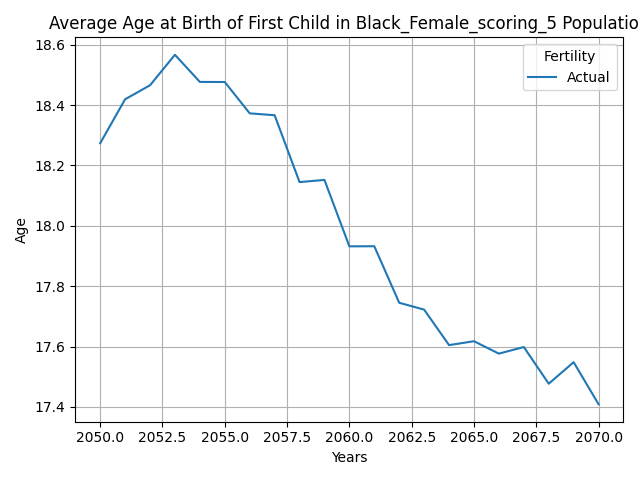 Average Age at Birth of First Child in Black_Female_scoring_5 Populatio
Fertility
Actual
18.6
18.4
18.2
18.0
17.8
17.6
17.4
Age
2050.0 2052.5 2055.0 2057.5 2060.0 2062.5 2065.0 2067.5 2070.0
Years